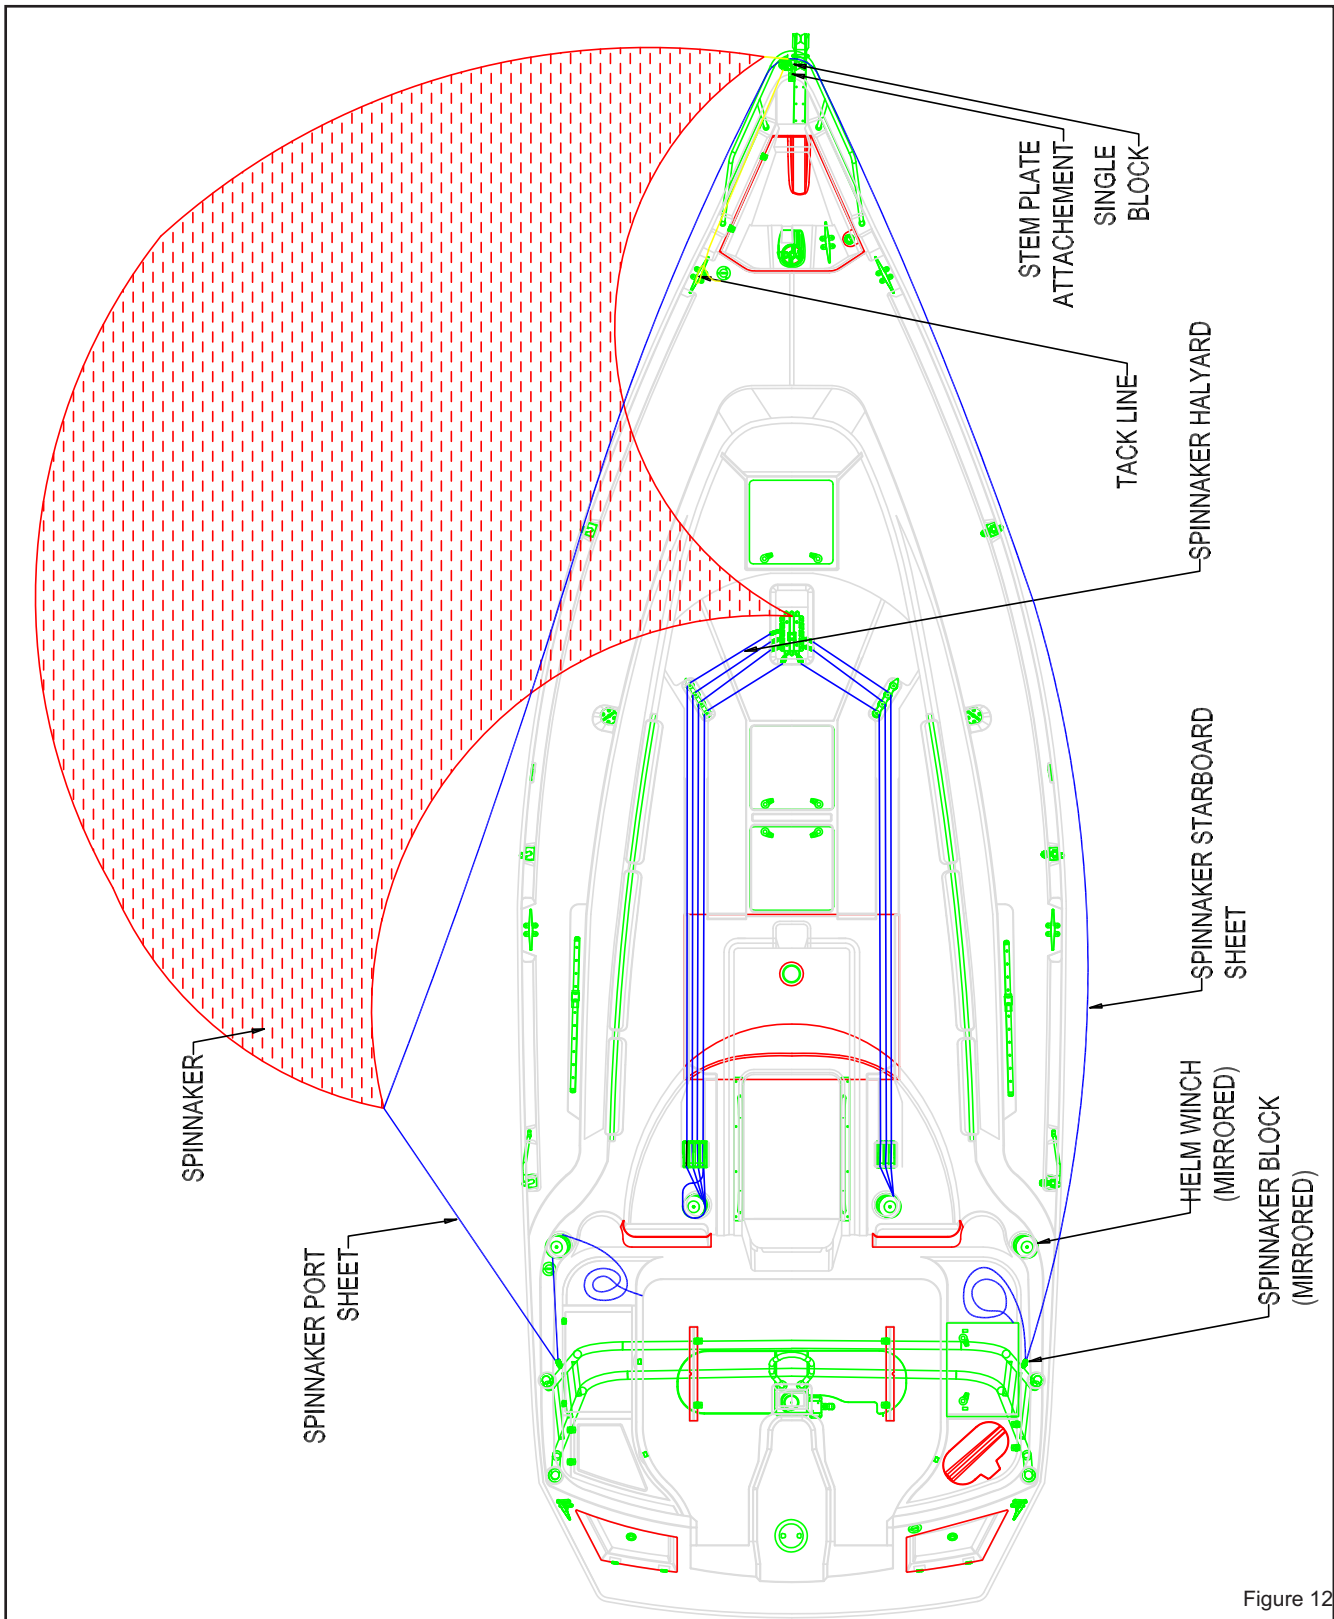 STEM PLATE
ATTACHEMENT
SINGLE
BLOCK
TACK LINE
SPINNAKER HALYARD
SPINNAKER STARBOARD
SHEET
SPINNAKER
HELM WINCH
(MIRRORED)
SPINNAKER BLOCK
(MIRRORED)
SPINNAKER PORT
SHEET
Figure 12